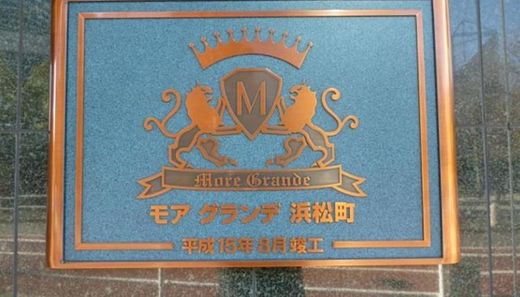 M
More Grande
モア グランデ 浜松町
平成15年8月竣工